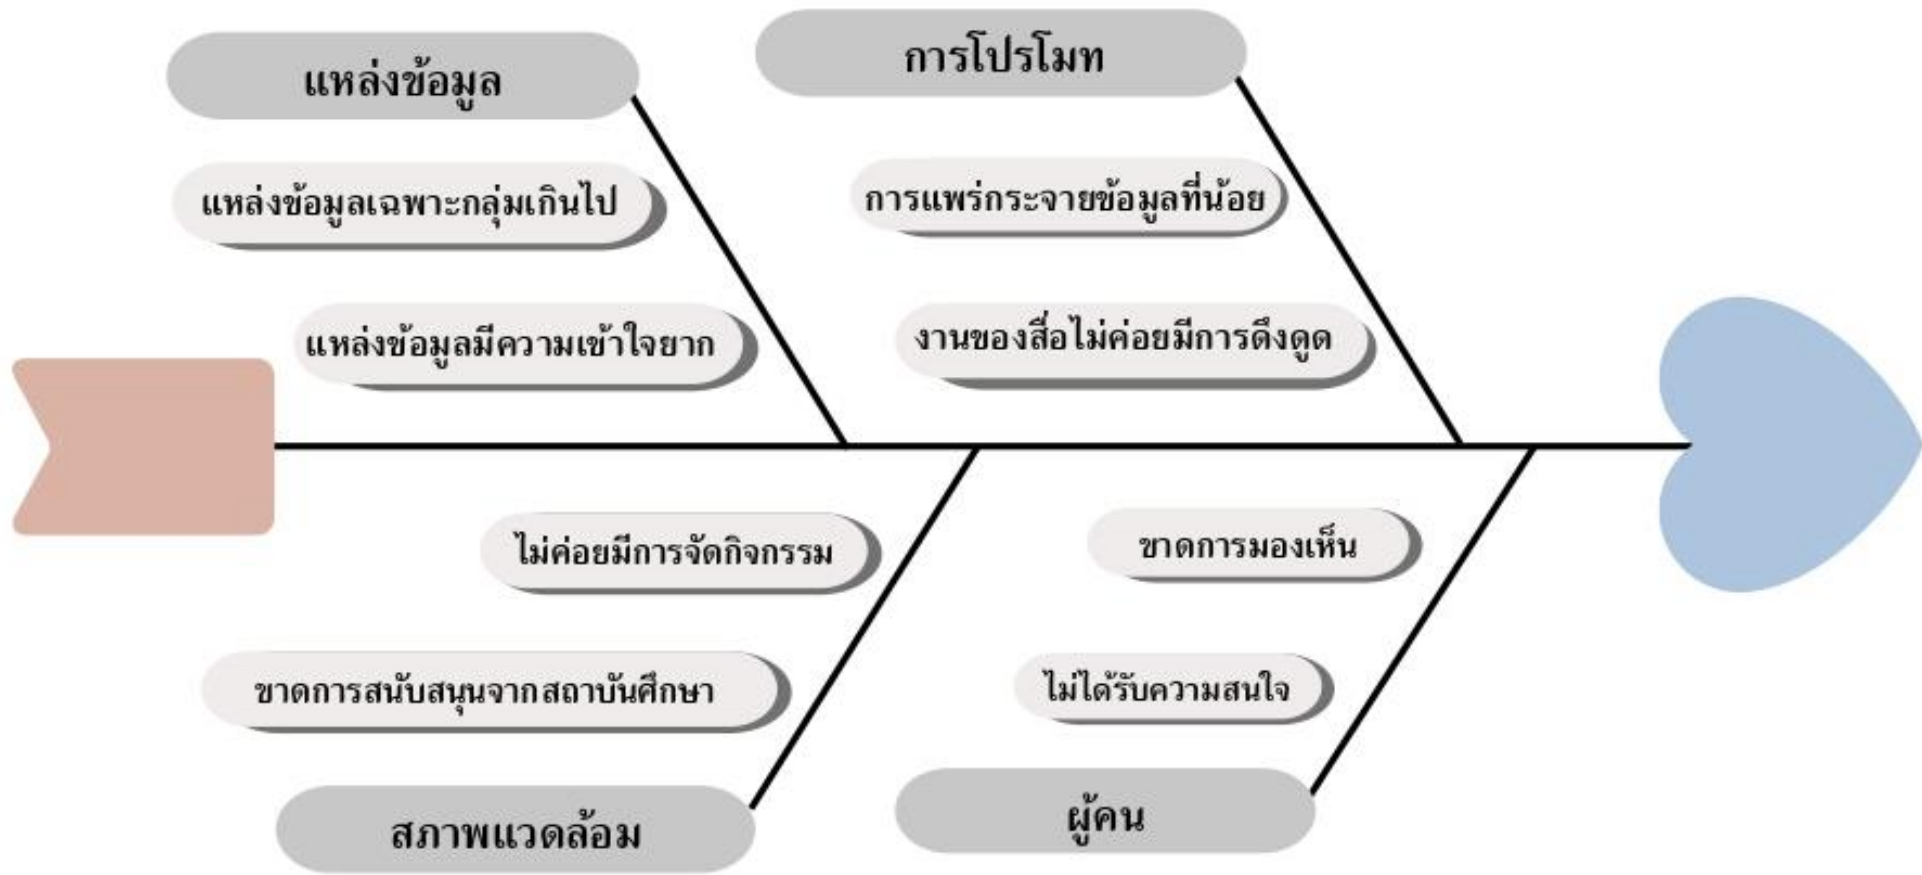 แหล่งข้อมูล
แหล่งข้อมูลเฉพาะกลุ่มเกินไป
แหล่งข้อมูลมีความเข้าใจยาก
การโปรโมท
การแพร่กระจายข้อมูลที่น้อย
งานของสื่อไม่ค่อยมีการดึงดูด
ไม่ค่อยมีการจัดกิจกรรม
ขาดการสนับสนุนจากสถาบันศึกษา
สภาพแวดล้อม
ขาดการมองเห็น
ไม่ได้รับความสนใจ
ผู้คน